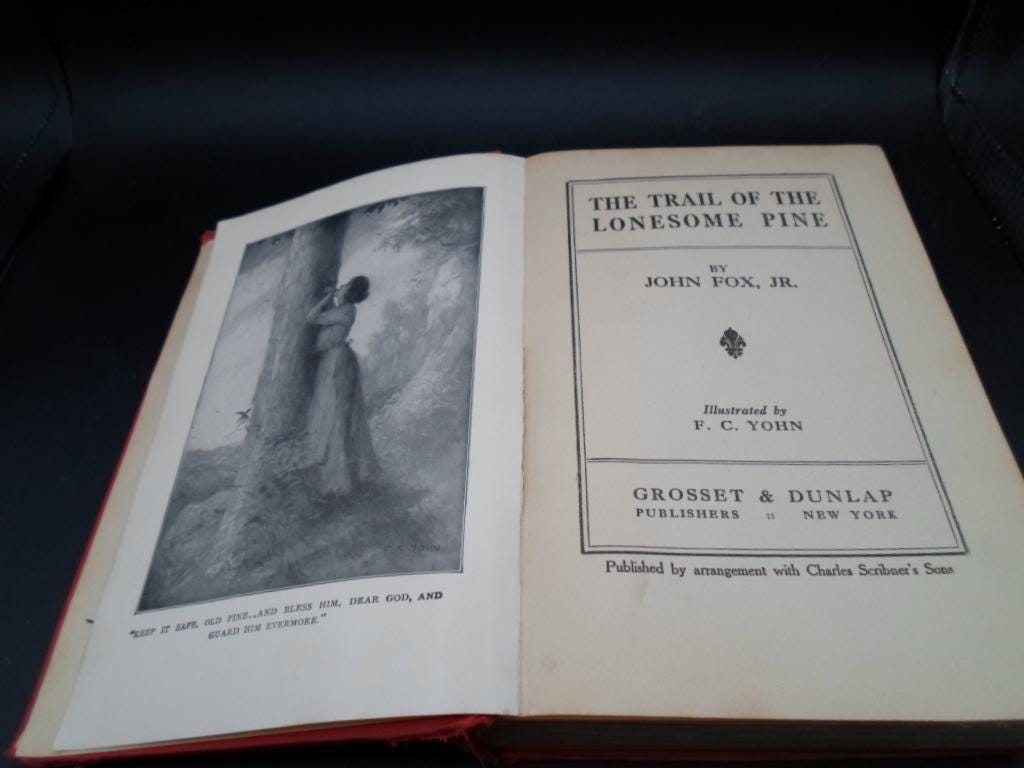 F. C. YOHN
"KEEP IT SAFE, OLD PINE..AND BLESS HIM, DEAR GOD, AND
GUARD HIM EVERMORE."
THE TRAIL OF THE
LONESOME PINE
BY
JOHN FOX, JR.
Illustrated by
F. C. YOHN
GROSSET & DUNLAP
PUBLISHERS :: NEW YORK
Published by arrangement with Charles Scribner's Sons